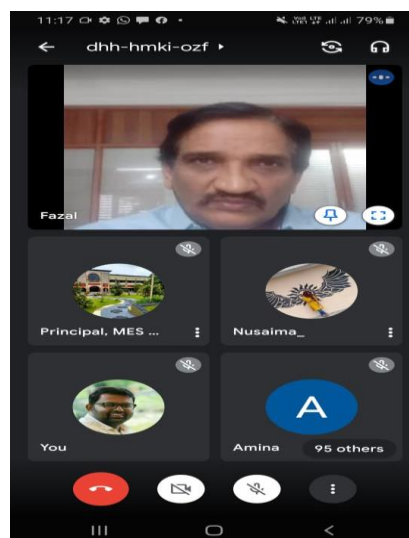 11:17
79%
dhh-hmki-ozf
Fazal
Principal, MES ...
Nusaima_
You
Amina
A
95 others